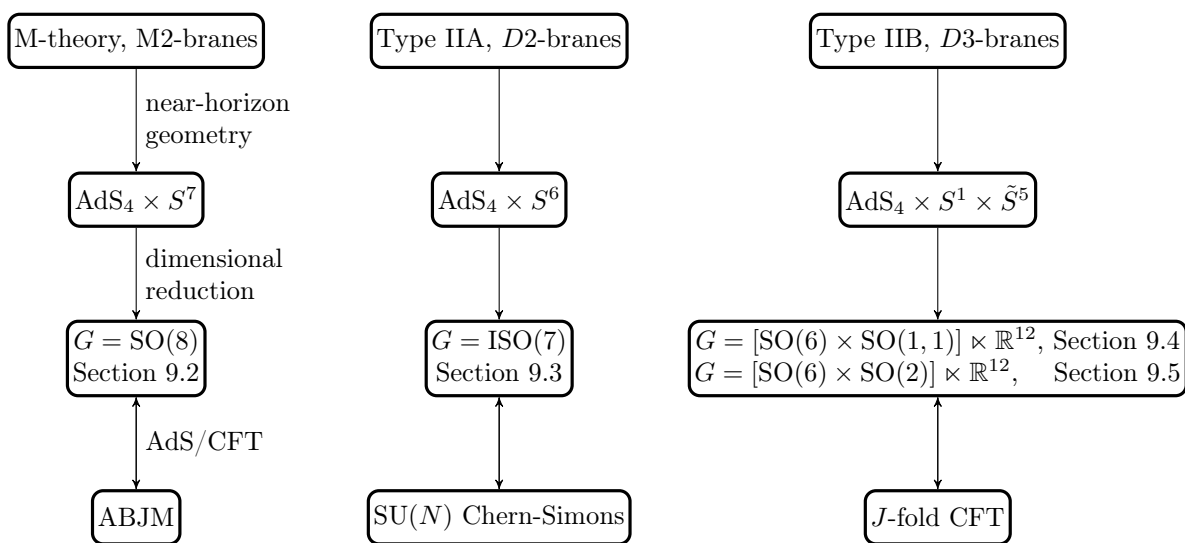 M-theory, M2-branes
Type IIA, D2-branes
Type IIB, D3-branes
near-horizon
geometry
AdS₄ × S⁷
AdS₄ × S⁶
AdS₄ × S¹ × S̃⁵
dimensional
reduction
G = SO(8)
Section 9.2
G = ISO(7)
Section 9.3
G = [SO(6) × SO(1, 1)] ⋉ ℝ¹², Section 9.4
G = [SO(6) × SO(2)] ⋉ ℝ¹², Section 9.5
AdS/CFT
ABJM
SU(N) Chern-Simons
J-fold CFT